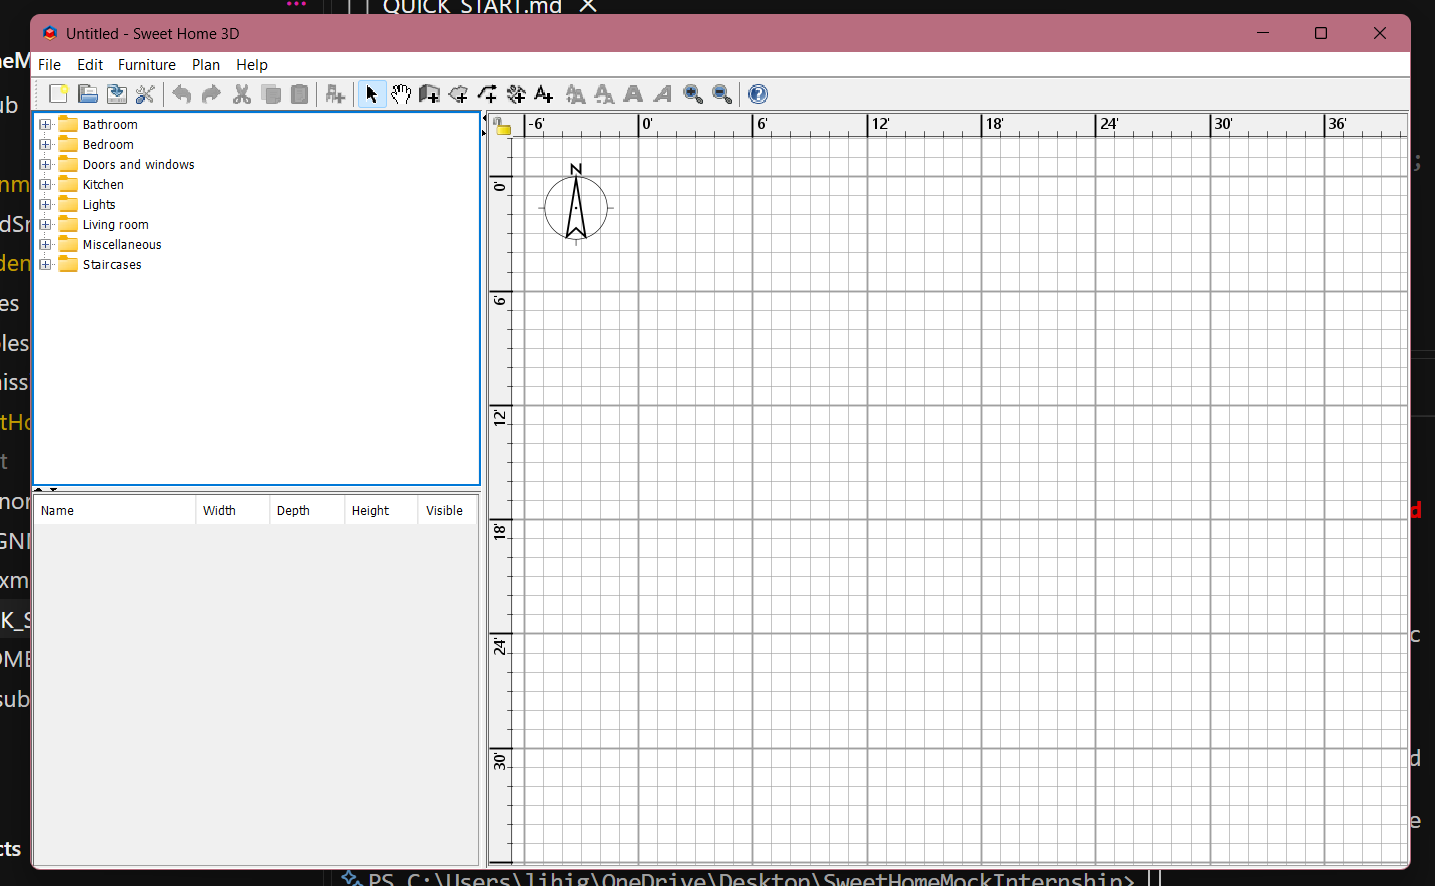 QUICK_START.md
Untitled - Sweet Home 3D
File Edit Furniture Plan Help
Bathroom
Bedroom
Doors and windows
Kitchen
Lights
Living room
Miscellaneous
Staircases
Name Width Depth Height Visible
-6' 0' 6' 12' 18' 24' 30' 36'
N
0'
6'
12'
18'
24'
30'
PS C:\Users\lihig\OneDrive\Desktop\SweetHomeMockInternship>